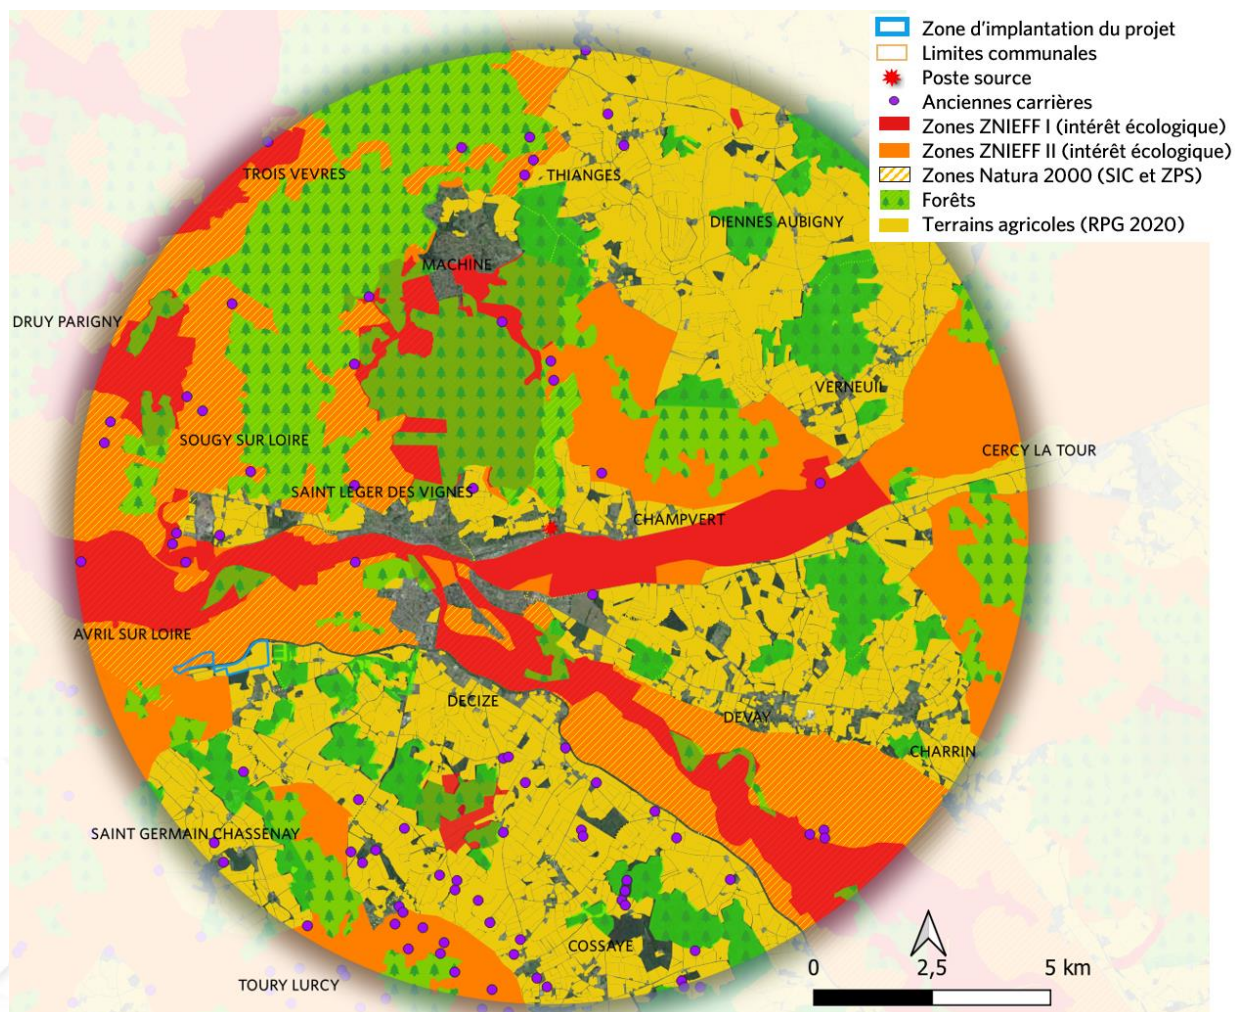 Zone d’implantation du projet
Limites communales
Poste source
Anciennes carrières
Zones ZNIEFF I (intérêt écologique)
Zones ZNIEFF II (intérêt écologique)
Zones Natura 2000 (SIC et ZPS)
Forêts
Terrains agricoles (RPG 2020)
TROIS VEVRES
THIANGES
DIENNES AUBIGNY
MACHINE
DRUY PARIGNY
VERNEUIL
SOUGY SUR LOIRE
CERCY LA TOUR
SAINT LEGER DES VIGNES
CHAMPVERT
AVRIL SUR LOIRE
DECIZE
DEVAY
CHARRIN
SAINT GERMAIN CHASSENAY
COSSAYE
TOURY LURCY
0 2,5 5 km